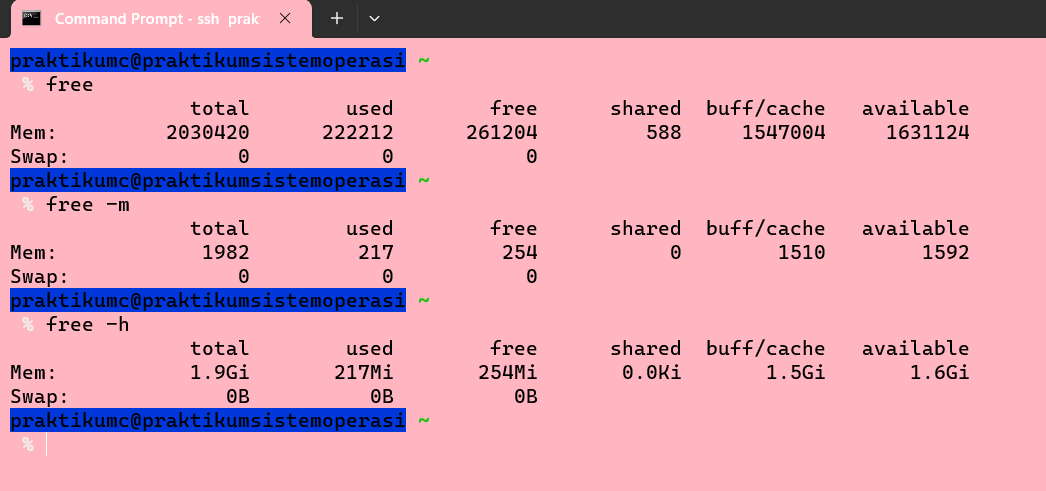 Command Prompt - ssh prak
praktikumc@praktikumsistemoperasi ~
% free
total used free shared buff/cache available
Mem: 2030420 222212 261204 588 1547004 1631124
Swap: 0 0 0
praktikumc@praktikumsistemoperasi ~
% free -m
total used free shared buff/cache available
Mem: 1982 217 254 0 1510 1592
Swap: 0 0 0
praktikumc@praktikumsistemoperasi ~
% free -h
total used free shared buff/cache available
Mem: 1.9Gi 217Mi 254Mi 0.0Ki 1.5Gi 1.6Gi
Swap: 0B 0B 0B
praktikumc@praktikumsistemoperasi ~
%